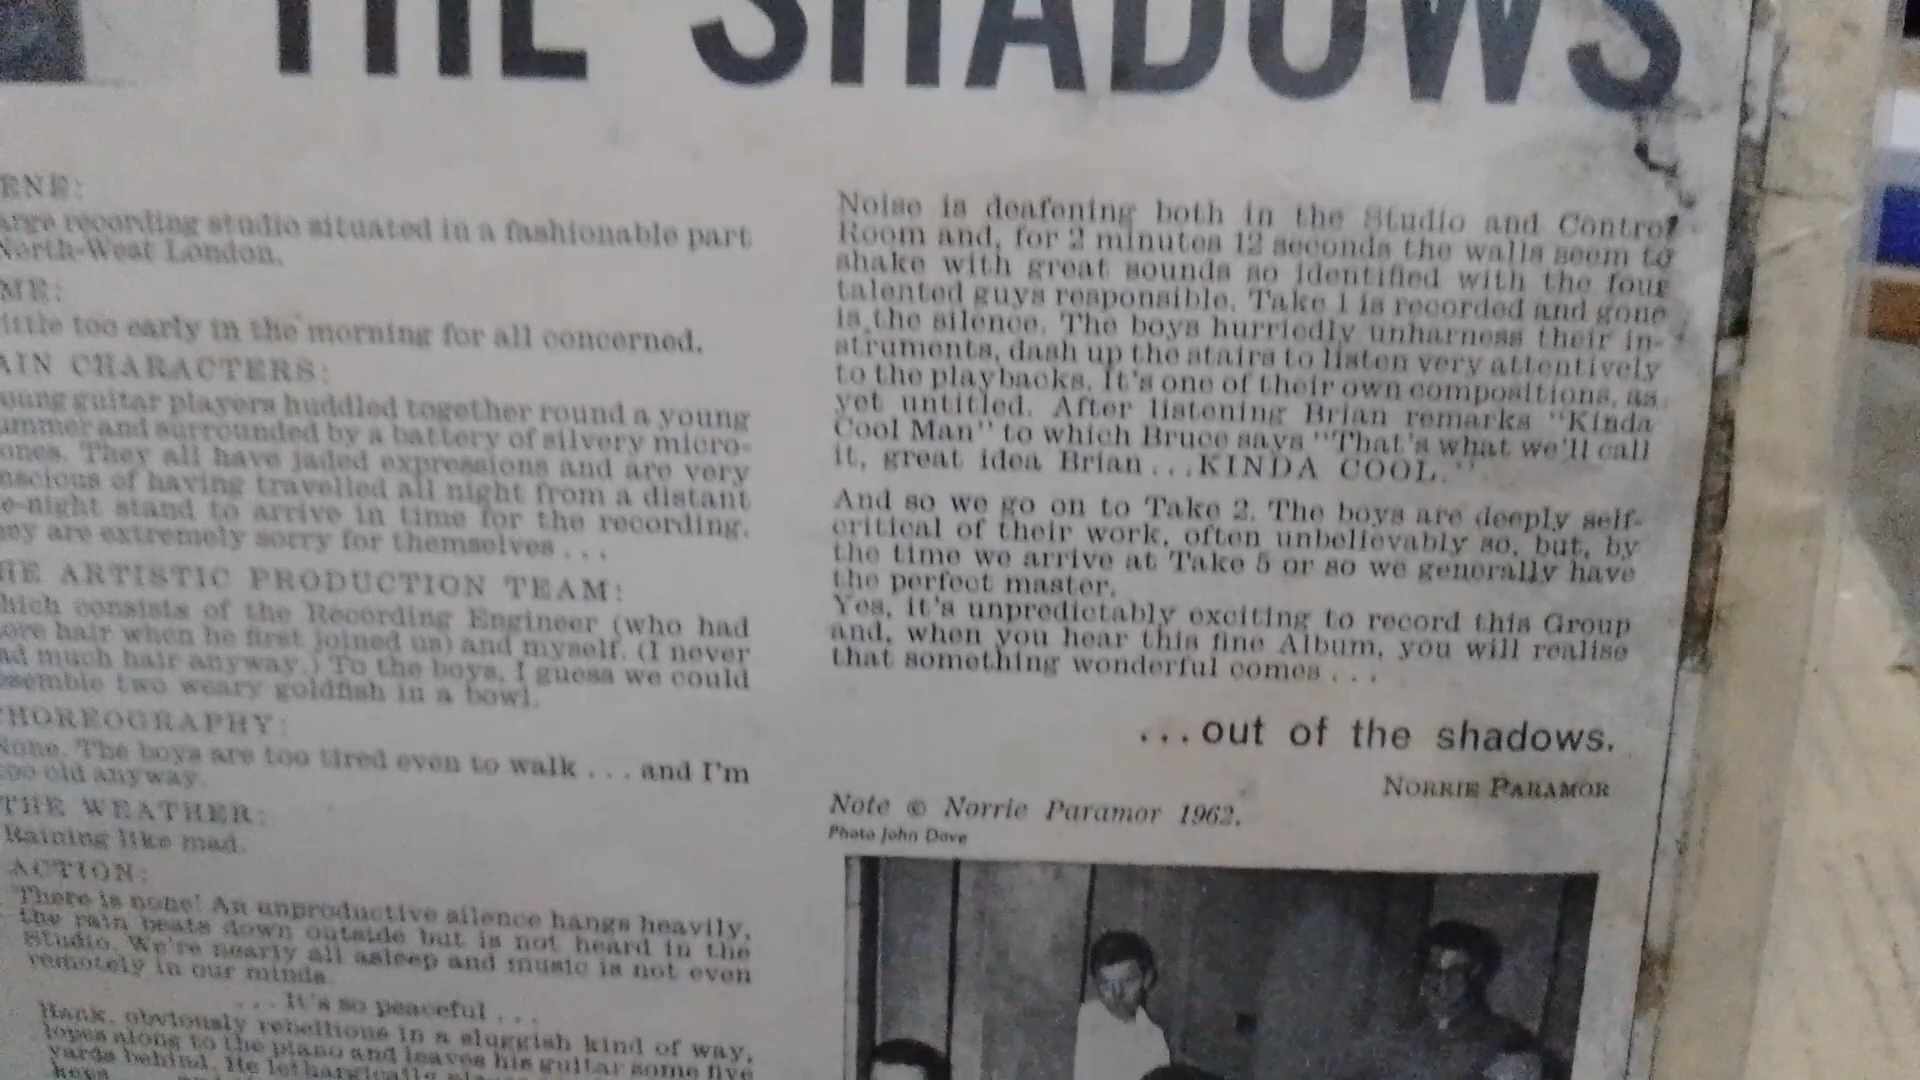 THE SHADOWS
recording studio situated in a fashionable part
North-West London.
too early in the morning for all concerned.
CHARACTERS:
guitar players huddled together round a young
and surrounded by a battery of silvery micro-
They all have jaded expressions and are very
of having travelled all night from a distant
night stand to arrive in time for the recording.
are extremely sorry for themselves . . .
ARTISTIC PRODUCTION TEAM:
consists of the Recording Engineer (who had
hair when he first joined us) and myself. (I never
much hair anyway.) To the boys, I guess we could
two weary goldfish in a bowl.
None. The boys are too tired even to walk . . . and I'm
too old anyway.
THE WEATHER:
Raining like mad.
ACTION:
There is none! An unproductive silence hangs heavily,
the rain beats down outside but is not heard in the
Studio. We're nearly all asleep and music is not even
remotely in our minds.
. . . It's so peaceful . . .
Hank, obviously rebellious in a sluggish kind of way,
lopes along to the piano and leaves his guitar some five
yards behind. He lethargically
keys
Noise is deafening both in the Studio and Control
Room and, for 2 minutes 12 seconds the walls seem to
shake with great sounds so identified with the four
talented guys responsible. Take 1 is recorded and gone
is the silence. The boys hurriedly unharness their in-
struments, dash up the stairs to listen very attentively
to the playbacks. It's one of their own compositions, as
yet untitled. After listening Brian remarks "Kinda
Cool Man" to which Bruce says "That's what we'll call
it, great idea Brian . . . KINDA COOL."
And so we go on to Take 2. The boys are deeply self-
critical of their work, often unbelievably so, but, by
the time we arrive at Take 5 or so we generally have
the perfect master.
Yes, it's unpredictably exciting to record this Group
and, when you hear this fine Album, you will realise
that something wonderful comes . . .
...out of the shadows.
NORRIE PARAMOR
Note © Norrie Paramor 1962.
Photo John Dove